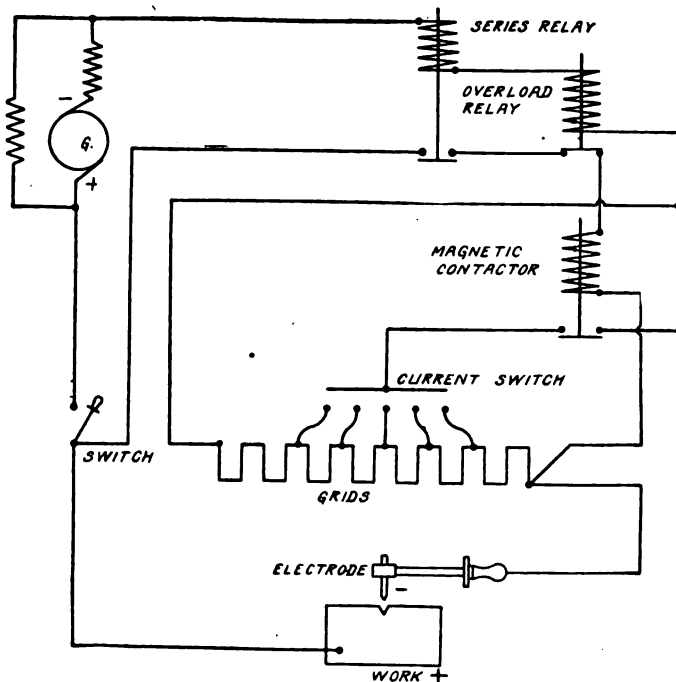 SERIES RELAY
OVERLOAD
RELAY
-
G.
+
MAGNETIC
CONTACTOR
CURRENT SWITCH
SWITCH
GRIDS
ELECTRODE
-
WORK +